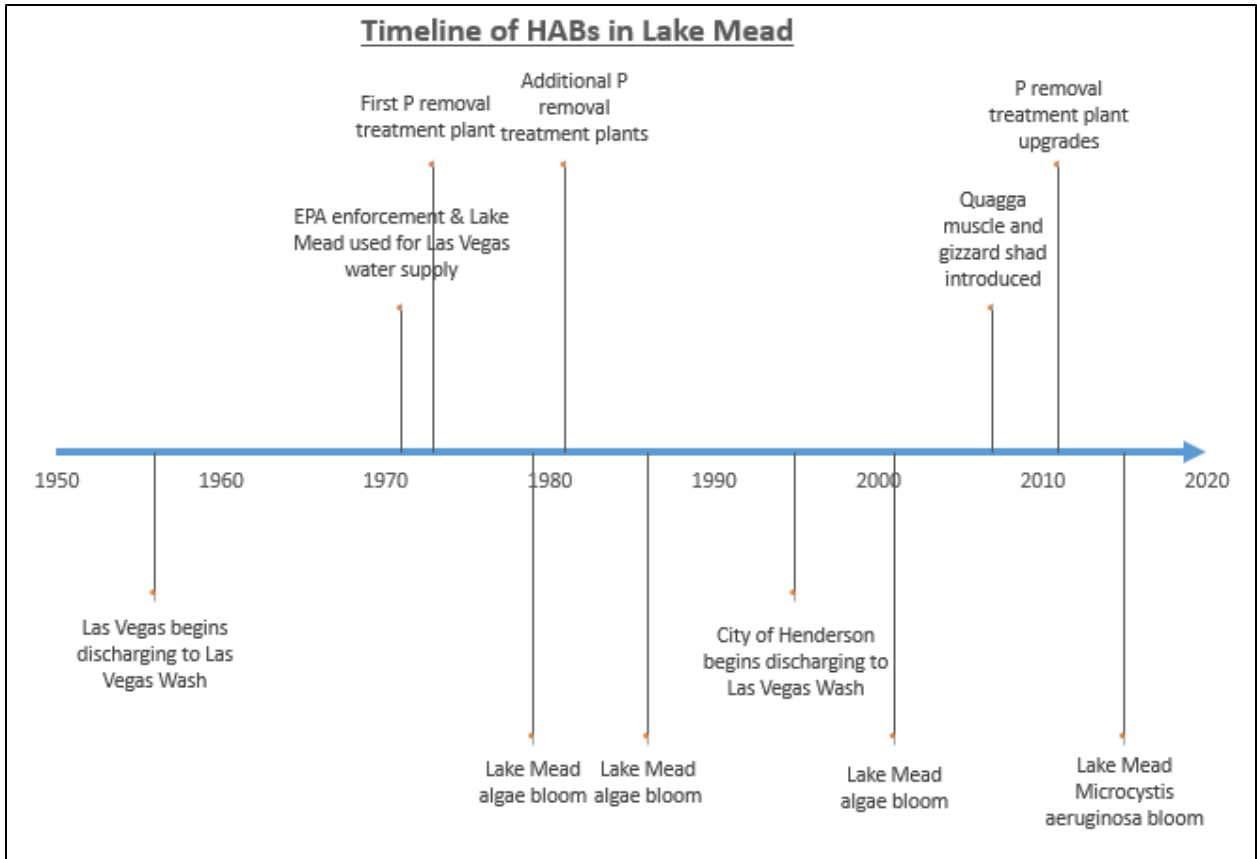 Timeline of HABs in Lake Mead
First P removal
treatment plant
Additional P
removal
treatment plants
P removal
treatment plant
upgrades
EPA enforcement & Lake
Mead used for Las Vegas
water supply
Quagga
muscle and
gizzard shad
introduced
1950 1960 1970 1980 1990 2000 2010 2020
Las Vegas begins
discharging to Las
Vegas Wash
City of Henderson
begins discharging to
Las Vegas Wash
Lake Mead
algae bloom
Lake Mead
algae bloom
Lake Mead
algae bloom
Lake Mead
Microcystis
aeruginosa bloom